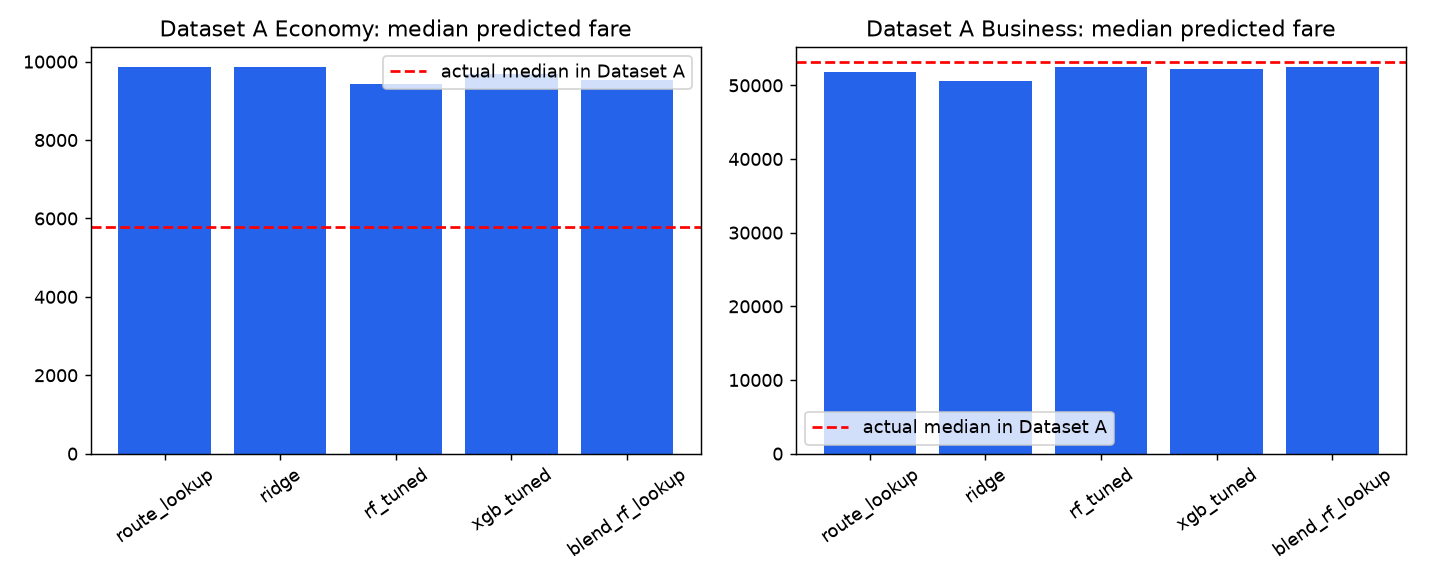 Dataset A Economy: median predicted fare
actual median in Dataset A
10000
8000
6000
4000
2000
0
route_lookup
ridge
rf_tuned
xgb_tuned
blend_rf_lookup
Dataset A Business: median predicted fare
50000
40000
30000
20000
10000
0
actual median in Dataset A
route_lookup
ridge
rf_tuned
xgb_tuned
blend_rf_lookup